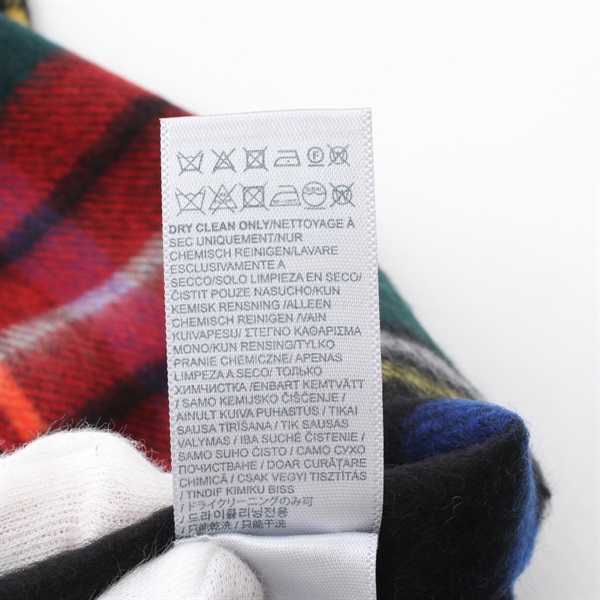 DRY CLEAN ONLY/NETTOYAGE À
SEC UNIQUEMENT/NUR
CHEMISCH REINIGEN/LAVARE
ESCLUSIVAMENTE A
SECCO/SOLO LIMPIEZA EN SECO/
ČISTIT POUZE NASUCHO/KUN
KEMISK RENSNING/ALLEEN
CHEMISCH REINIGEN/VAIN
KUIVAPESU/ ΣΤΕΓΝΟ ΚΑΘΑΡΙΣΜΑ
MONO/KUN RENSING/TYLKO
PRANIE CHEMICZNE/ APENAS
LIMPEZA A SECO/ ТОЛЬКО
ХИМЧИСТКА/ENBART KEMTVÄTT
/ SAMO KEMIJSKO ČIŠČENJE/
AINULT KUIVA PUHASTUS/ TIKAI
SAUSA TĪRĪŠANA/ TIK SAUSAS
VALYMAS/ IBA SUCHÉ ČISTENIE/
SAMO SUHO ČISTITI/ САМО СУХО
ПОЧИСТВАНЕ/ DOAR CURĂȚARE
CHIMICĂ/ CSAK VEGYI TISZTÍTÁS
/ TINDIF KIMIKU BISS
/ドライクリーニングのみ可
/드라이클리닝전용
/只能乾洗/只能干洗